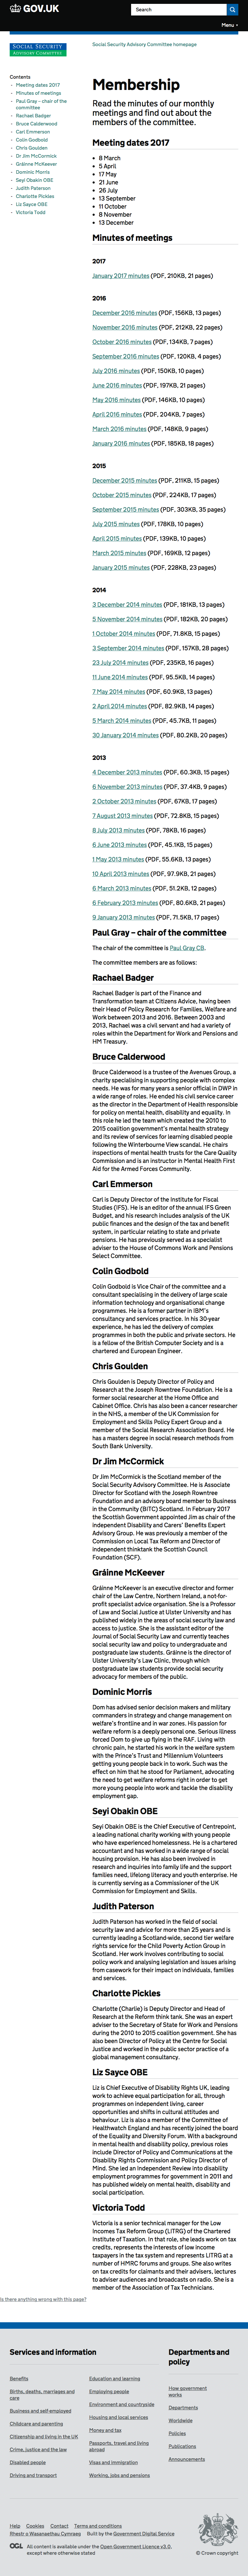 GOV.UK
Search
Menu
SOCIAL SECURITY
ADVISORY COMMITTEE
Social Security Advisory Committee homepage
Contents
– Meeting dates 2017
– Minutes of meetings
– Paul Gray – chair of the
committee
– Rachael Badger
– Bruce Calderwood
– Carl Emmerson
– Colin Godbold
– Chris Goulden
– Dr Jim McCormick
– Gráinne McKeever
– Dominic Morris
– Seyi Obakin OBE
– Judith Paterson
– Charlotte Pickles
– Liz Sayce OBE
– Victoria Todd
Membership
Read the minutes of our monthly
meetings and find out about the
members of the committee.
Meeting dates 2017
• 8 March
• 5 April
• 17 May
• 21 June
• 26 July
• 13 September
• 11 October
• 8 November
• 13 December
Minutes of meetings
2017
January 2017 minutes (PDF, 210KB, 21 pages)
2016
December 2016 minutes (PDF, 156KB, 13 pages)
November 2016 minutes (PDF, 212KB, 22 pages)
October 2016 minutes (PDF, 134KB, 7 pages)
September 2016 minutes (PDF, 120KB, 4 pages)
July 2016 minutes (PDF, 150KB, 10 pages)
June 2016 minutes (PDF, 197KB, 21 pages)
May 2016 minutes (PDF, 146KB, 10 pages)
April 2016 minutes (PDF, 204KB, 7 pages)
March 2016 minutes (PDF, 148KB, 9 pages)
January 2016 minutes (PDF, 185KB, 18 pages)
2015
December 2015 minutes (PDF, 211KB, 15 pages)
October 2015 minutes (PDF, 224KB, 17 pages)
September 2015 minutes (PDF, 303KB, 35 pages)
July 2015 minutes (PDF, 178KB, 10 pages)
April 2015 minutes (PDF, 139KB, 10 pages)
March 2015 minutes (PDF, 169KB, 12 pages)
January 2015 minutes (PDF, 228KB, 23 pages)
2014
3 December 2014 minutes (PDF, 181KB, 13 pages)
5 November 2014 minutes (PDF, 182KB, 20 pages)
1 October 2014 minutes (PDF, 71.8KB, 15 pages)
3 September 2014 minutes (PDF, 157KB, 28 pages)
23 July 2014 minutes (PDF, 235KB, 16 pages)
11 June 2014 minutes (PDF, 95.5KB, 14 pages)
7 May 2014 minutes (PDF, 60.9KB, 13 pages)
2 April 2014 minutes (PDF, 82.9KB, 14 pages)
5 March 2014 minutes (PDF, 45.7KB, 11 pages)
30 January 2014 minutes (PDF, 80.2KB, 20 pages)
2013
4 December 2013 minutes (PDF, 60.3KB, 15 pages)
6 November 2013 minutes (PDF, 37.4KB, 9 pages)
2 October 2013 minutes (PDF, 67KB, 17 pages)
7 August 2013 minutes (PDF, 72.8KB, 15 pages)
8 July 2013 minutes (PDF, 78KB, 16 pages)
6 June 2013 minutes (PDF, 45.1KB, 15 pages)
1 May 2013 minutes (PDF, 55.6KB, 13 pages)
10 April 2013 minutes (PDF, 97.9KB, 21 pages)
6 March 2013 minutes (PDF, 51.2KB, 12 pages)
6 February 2013 minutes (PDF, 80.6KB, 21 pages)
9 January 2013 minutes (PDF, 71.5KB, 17 pages)
Paul Gray – chair of the committee
The chair of the committee is Paul Gray CB.
The committee members are as follows:
Rachael Badger
Rachael Badger is part of the Finance and
Transformation team at Citizens Advice, having been
their Head of Policy Research for Families, Welfare and
Work between 2013 and 2016. Between 2003 and
2013, Rachael was a civil servant and had a variety of
roles within the Department for Work and Pensions and
HM Treasury.
Bruce Calderwood
Bruce Calderwood is a trustee of the Avenues Group, a
charity specialising in supporting people with complex
needs. He was for many years a senior official in DWP in
a wide range of roles. He ended his civil service career
as the director in the Department of Health responsible
for policy on mental health, disability and equality. This
role included being in charge of the creation of the 2010 to
2015 coalition government's mental health strategy
and its review of services for learning disabled people
following the Winterbourne View scandal. He chairs
inspections of mental health trusts for the Care Quality
Commission and is an inspector in Mental Health First
Aid for the Armed Forces Community.
Carl Emmerson
Carl is Deputy Director of the Institute for Fiscal
Studies (IFS). He is an editor of the annual IFS Green
Budget, and his research includes analysis of the UK
public finances and the design of the tax and benefit
system, in particular relating to state and private
pensions. He has previously served as a specialist
adviser to the House of Commons Work and Pensions
Select Committee.
Colin Godbold
Colin Godbold is Vice Chair of the committee and a
consultant specialising in the delivery of large scale
information technology and organisational change
programmes. He is a former partner in IBM's
consultancy division. In his 30-year
experience, he has led the delivery of complex
programmes in both the public and private sectors. He
is a fellow of the British Computer Society and is a
chartered Engineer and European Engineer.
Chris Goulden
Chris Goulden is Deputy Director of Policy and
Research at the Joseph Rowntree Foundation. He is a
former social researcher at the Home Office and
Cabinet Office. Chris has also been a cancer researcher
in the NHS, a member of the UK Commission for
Employment and Skills Policy Expert Group and a
member of the Social Research Association Board. He
has a masters degree in social research methods from
South Bank University.
Dr Jim McCormick
Dr Jim McCormick is the Scotland member of the
Social Security Advisory Committee. He is Associate
Director for Scotland with the Joseph Rowntree
Foundation and advisory board member to Business in
the Community (BITC) Scotland. In February 2017, the
Scottish Government appointed Jim as chair of the
independent Disability and Carers' Benefits Expert
Advisory Group. He was previously a member of the
Commission on Local Tax Reform and a Director of
independent thinktank the Scottish Council
Foundation (SCF).
Gráinne McKeever
Gráinne McKeever is an executive director and member
of the Law Centre, Northern Ireland, a not-for-profit
specialist advice organisation. She is a Professor
of Law and Social Justice at Ulster University and has
published mainly on social security and welfare and
access to justice. She is the assistant editor of the
Journal of Social Security Law and currently teaches
social security law and policy to undergraduate and
postgraduate law students. Gráinne is the director of
Ulster University's Law Clinic, through which
postgraduate law students provide social security
advocacy for members of the public.
Dominic Morris
Dom has advised senior decision makers and military
commanders on strategy and change management on
welfare's frontline and in war zones. His passion for
welfare reform is a deeply personal one. Serious illness
forced Dom to give up flying in the RAF. Living with
chronic pain, he started his own business and worked
with the Prince's Trust and Millennium Volunteers
getting young people back in to work. Such was the
effect on him that he stood for Parliament to help
ensure that welfare reforms might in order to get
more young people into employment, education and
training.
Seyi Obakin OBE
Seyi Obakin OBE is the Chief Executive of Centrepoint,
the leading national charity working with young people
who have experienced homelessness. He is a chartered
accountant and has worked in a wide range of social
housing provision. He has been involved in
research and inquiries into family life and the support
families need, lifelong literacy and youth enterprise. He
is currently serving as a Commissioner of the UK
Commission for Employment and Skills.
Judith Paterson
Judith Paterson has worked in the field of social
security law and advice for more than 25 years and is
currently employed to lead the second-tier welfare
rights service for the Child Poverty Action Group in
Scotland. Her work involves contributing to social
policy and law making around issues and issues arising
from casework for its impact on individuals, families
and services.
Charlotte Pickles
Charlotte (Charlie) is Deputy Director and Head of
Research at the Reform think tank. She was an expert
adviser to the Secretary of State for Work and Pensions
during the 2010 to 2015 coalition government. She has
also been Director of Policy at the Centre for Social
Justice and worked in the public sector practice of a
global management consultancy.
Liz Sayce OBE
Liz is Chief Executive of Disability Rights UK, leading
work to achieve equal participation for all, through
programmes on independent living, career
opportunities and shifts in cultural attitudes and
behaviour. Liz is also a member of the Committee
of Healthwatch England, having previously been joined the board
of the Equality and Diversity Forum. With a background
in mental health and disability policy, previous roles
include Director of Policy and Communications at the
Disability Rights Commission and Policy Director of
Mind. She led an Independent Review into disability
employment programmes for government in 2011 and
has published widely on mental health, disability and
social participation.
Victoria Todd
Victoria is a senior technical manager for the Low
Incomes Tax Reform Group (LITRG) of the Chartered
Institute of Taxation. In that role, she leads work on tax
credits. represents the interests of low income
taxpayers in the tax system and represents LITRG at a
number of HMRC forums and groups. She has written
widely on tax credits and their interaction with welfare
benefits, and tax issues for self-employed. She is a
member of the Association of Tax Technicians.
Is there anything wrong with this page?
Services and information
Benefits
Births, deaths, marriages and
care
Business and self-employed
Childcare and parenting
Citizenship and living in the UK
Crime, justice and the law
Disabled people
Driving and transport
Education and learning
Employing people
Environment and countryside
Housing and local services
Money and tax
Passports, travel and living
abroad
Visas and immigration
Working, jobs and pensions
Departments and
policy
How government
works
Departments
Worldwide
Policies
Publications
Announcements
Help Cookies Contact Terms and conditions
Rhestr o Wasanaethau Cymraeg Built by the Government Digital Service
OGL All content is available under the Open Government Licence v3.0,
except where otherwise stated
© Crown copyright